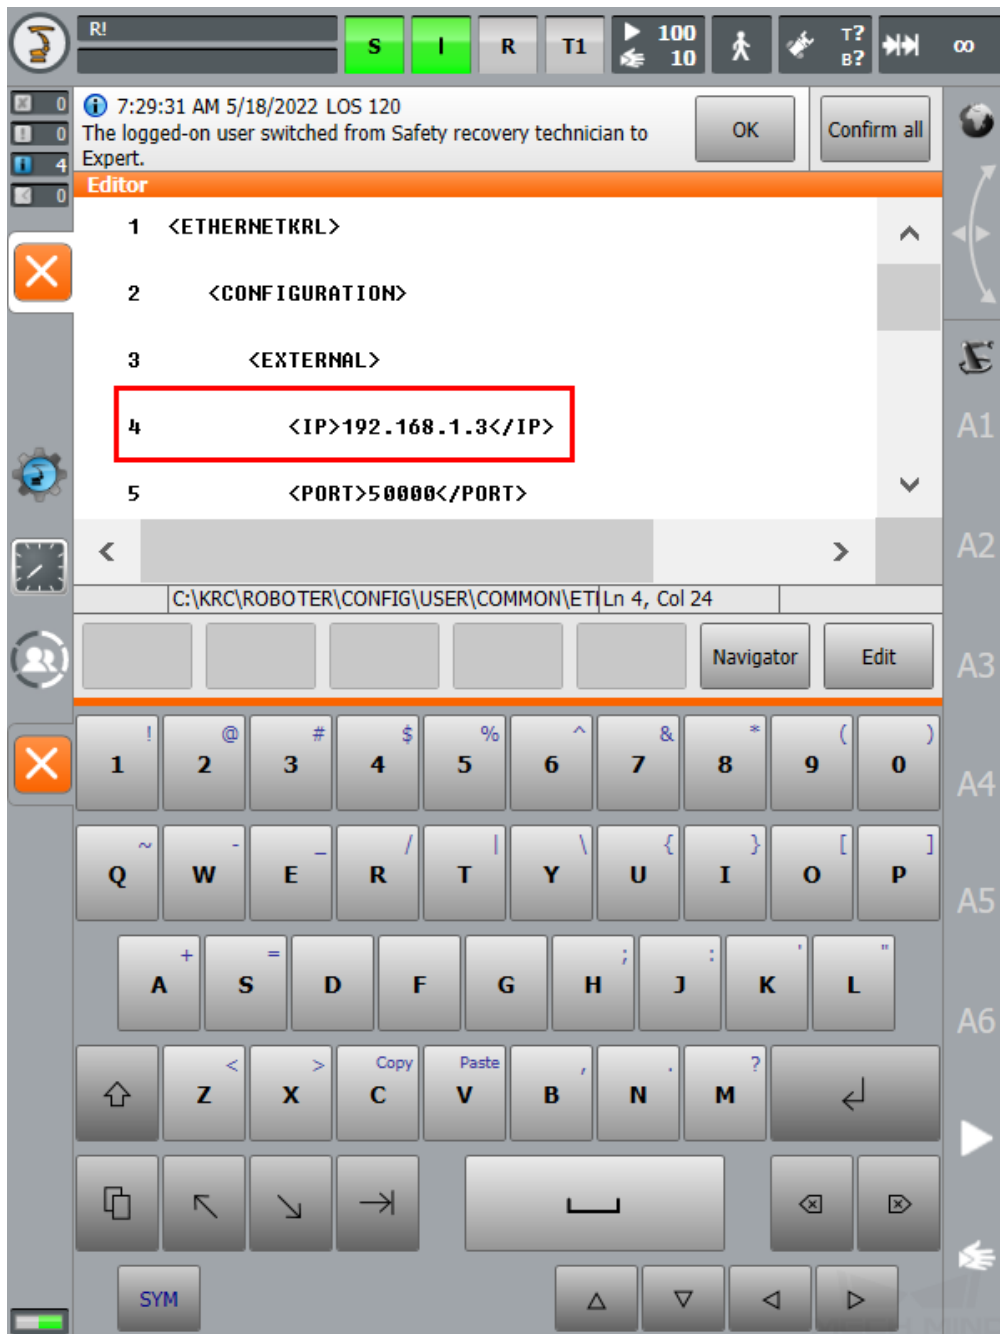 R!
S
I
R
T1
100
10
T?
B?
∞
0
0
4
0
7:29:31 AM 5/18/2022 LOS 120
The logged-on user switched from Safety recovery technician to
Expert.
OK
Confirm all
Editor
1 <ETHERNETKRL>
2 <CONFIGURATION>
3 <EXTERNAL>
4 <IP>192.168.1.3</IP>
5 <PORT>50000</PORT>
C:\KRC\ROBOTER\CONFIG\USER\COMMON\ETI Ln 4, Col 24
Navigator
Edit
A1
A2
A3
A4
A5
A6
! @ # $ % ^ & * ( )
1 2 3 4 5 6 7 8 9 0
~ - _ / | \ { } [ ]
Q W E R T Y U I O P
+ = ; : ' "
A S D F G H J K L
< > Copy Paste , . ?
Z X C V B N M
SYM